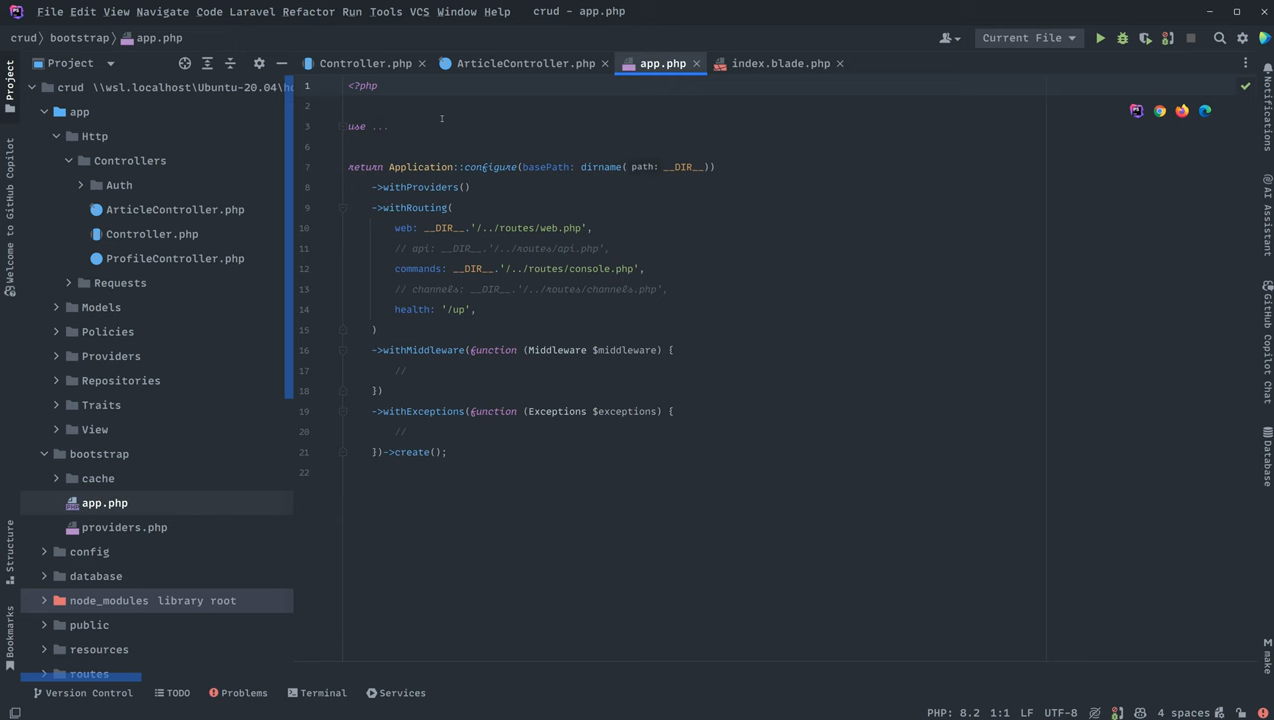 File Edit View Navigate Code Laravel Refactor Run Tools VCS Window Help crud - app.php
crud bootstrap app.php Current File
Project Controller.php ArticleController.php app.php index.blade.php
crud \\wsl.localhost\Ubuntu-20.04\h
app
Http
Controllers
Auth
ArticleController.php
Controller.php
ProfileController.php
Requests
Models
Policies
Providers
Repositories
Traits
View
bootstrap
cache
app.php
providers.php
config
database
node_modules library root
public
resources
routes
1 <?php
2
3 use ...
6
7 return Application::configure(basePath: dirname( path: __DIR__))
8 ->withProviders()
9 ->withRouting(
10 web: __DIR__.'/../routes/web.php',
11 // api: __DIR__.'/../routes/api.php',
12 commands: __DIR__.'/../routes/console.php',
13 // channels: __DIR__.'/../routes/channels.php',
14 health: '/up',
15 )
16 ->withMiddleware(function (Middleware $middleware) {
17 //
18 })
19 ->withExceptions(function (Exceptions $exceptions) {
20 //
21 })->create();
22
Project
Welcome to GitHub Copilot
Structure
Bookmarks
Notifications
AI Assistant
GitHub Copilot Chat
Database
M make
Version Control TODO Problems Terminal Services
PHP: 8.2 1:1 LF UTF-8 4 spaces